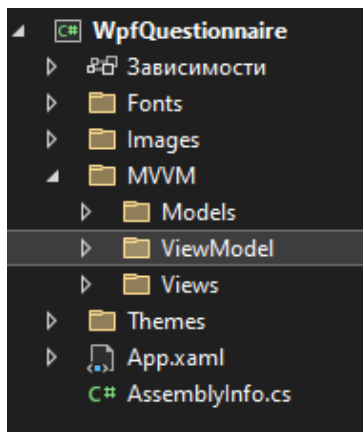 C# WpfQuestionnaire
Зависимости
Fonts
Images
MVVM
Models
ViewModel
Views
Themes
App.xaml
C# AssemblyInfo.cs